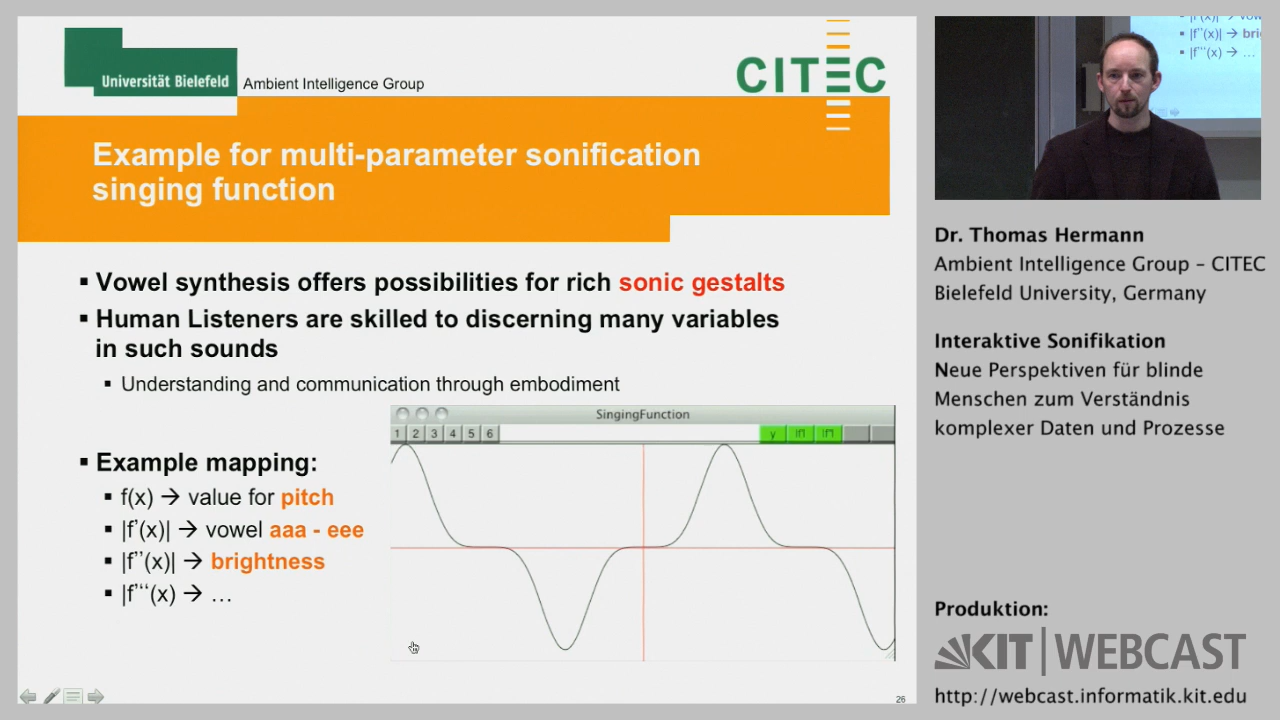 Universität Bielefeld
Ambient Intelligence Group
CITEC
Example for multi-parameter sonification
singing function
▪ Vowel synthesis offers possibilities for rich sonic gestalts
▪ Human Listeners are skilled to discerning many variables
in such sounds
▪ Understanding and communication through embodiment
▪ Example mapping:
▪ f(x) → value for pitch
▪ |f'(x)| → vowel aaa - eee
▪ |f''(x)| → brightness
▪ |f'''(x) → …
SingingFunction
1 2 3 4 5 6
y |f'| |f''|
26
|f''(x)| → bri
|f'''(x) → …
Dr. Thomas Hermann
Ambient Intelligence Group – CITEC
Bielefeld University, Germany
Interaktive Sonifikation
Neue Perspektiven für blinde
Menschen zum Verständnis
komplexer Daten und Prozesse
Produktion:
KIT | WEBCAST
http://webcast.informatik.kit.edu